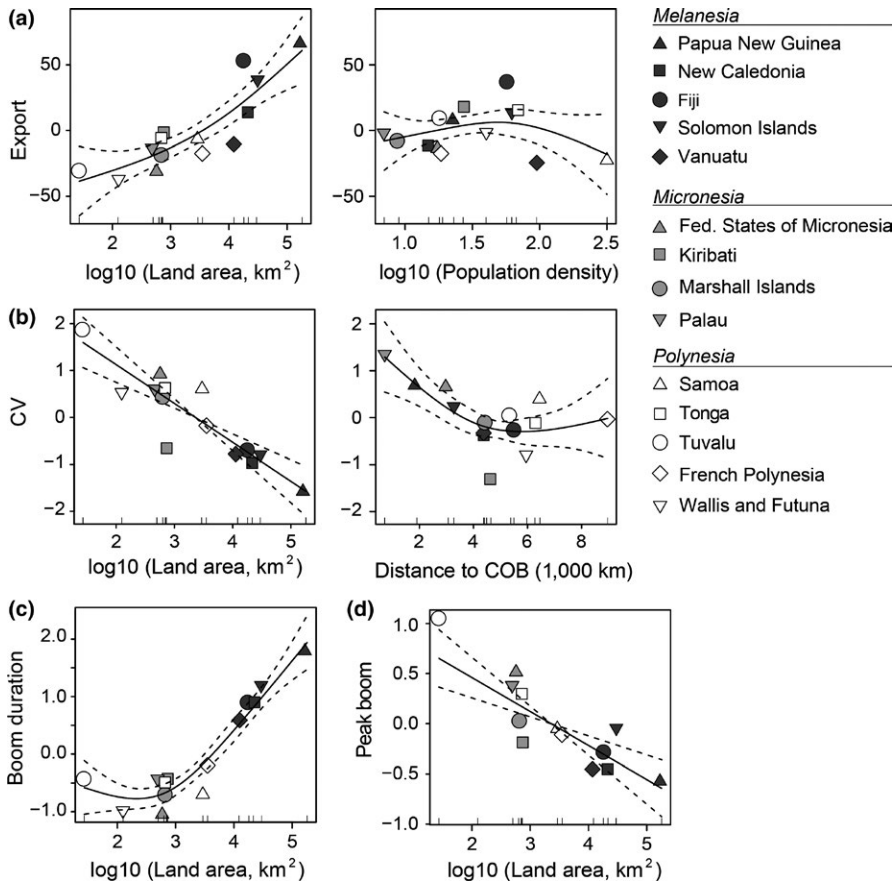 (a)
Export
50
0
−50
2 3 4 5
log10 (Land area, km²)
50
0
−50
1.0 1.5 2.0 2.5
log10 (Population density)
(b)
CV
2
1
0
−1
−2
2 3 4 5
log10 (Land area, km²)
2
1
0
−1
−2
2 4 6 8
Distance to COB (1,000 km)
(c)
Boom duration
2.0
1.0
0.0
−1.0
2 3 4 5
log10 (Land area, km²)
(d)
Peak boom
1.0
0.5
0.0
−0.5
−1.0
2 3 4 5
log10 (Land area, km²)
Melanesia
Papua New Guinea
New Caledonia
Fiji
Solomon Islands
Vanuatu
Micronesia
Fed. States of Micronesia
Kiribati
Marshall Islands
Palau
Polynesia
Samoa
Tonga
Tuvalu
French Polynesia
Wallis and Futuna